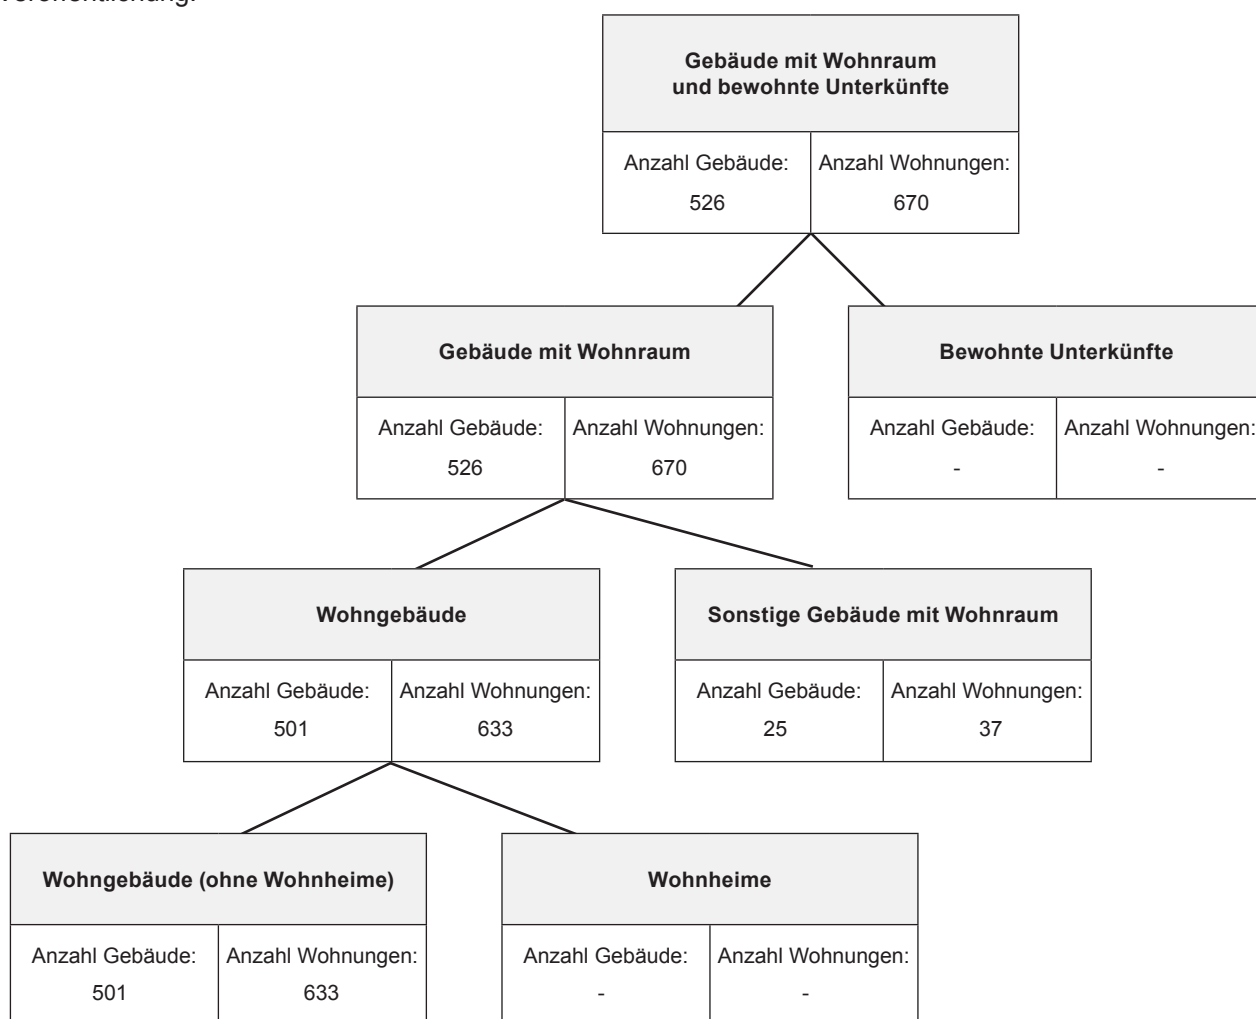 Gebäude mit Wohnraum
und bewohnte Unterkünfte
Anzahl Gebäude: Anzahl Wohnungen:
526 670
Gebäude mit Wohnraum Bewohnte Unterkünfte
Anzahl Gebäude: Anzahl Wohnungen: Anzahl Gebäude: Anzahl Wohnungen:
526 670 - -
Wohngebäude Sonstige Gebäude mit Wohnraum
Anzahl Gebäude: Anzahl Wohnungen: Anzahl Gebäude: Anzahl Wohnungen:
501 633 25 37
Wohngebäude (ohne Wohnheime) Wohnheime
Anzahl Gebäude: Anzahl Wohnungen: Anzahl Gebäude: Anzahl Wohnungen:
501 633 - -